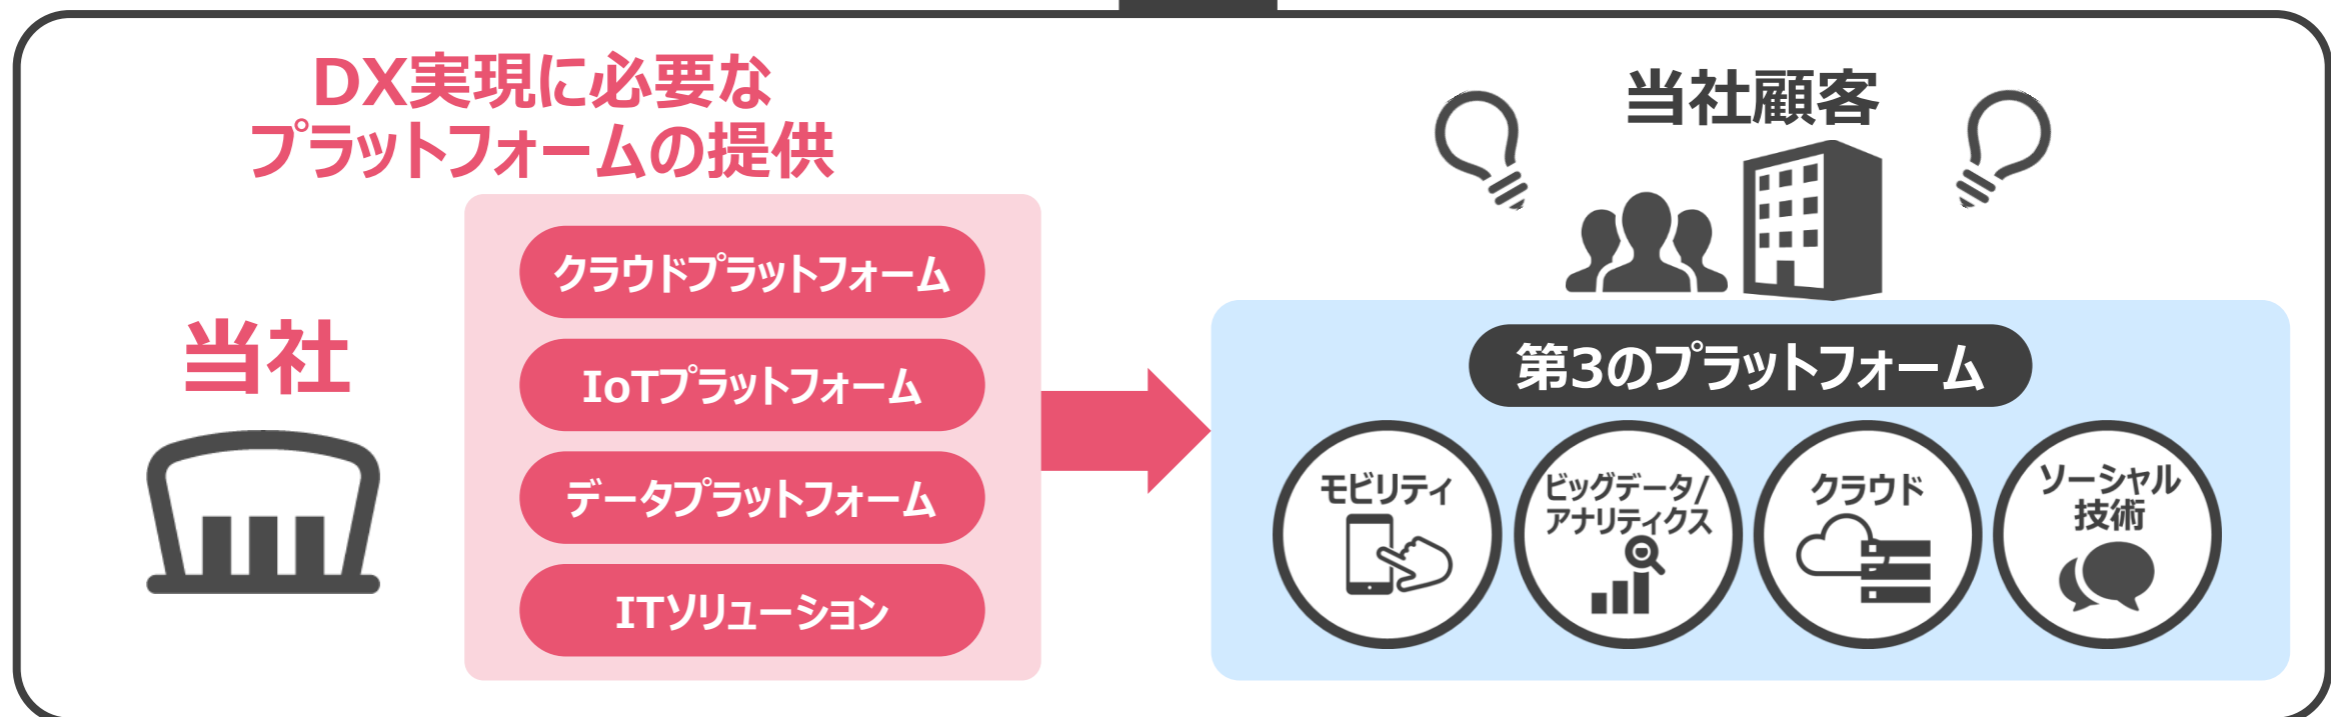 DX実現に必要な
プラットフォームの提供
当社
クラウドプラットフォーム
IoTプラットフォーム
データプラットフォーム
ITソリューション
当社顧客
第3のプラットフォーム
モビリティ
ビッグデータ/
アナリティクス
クラウド
ソーシャル
技術